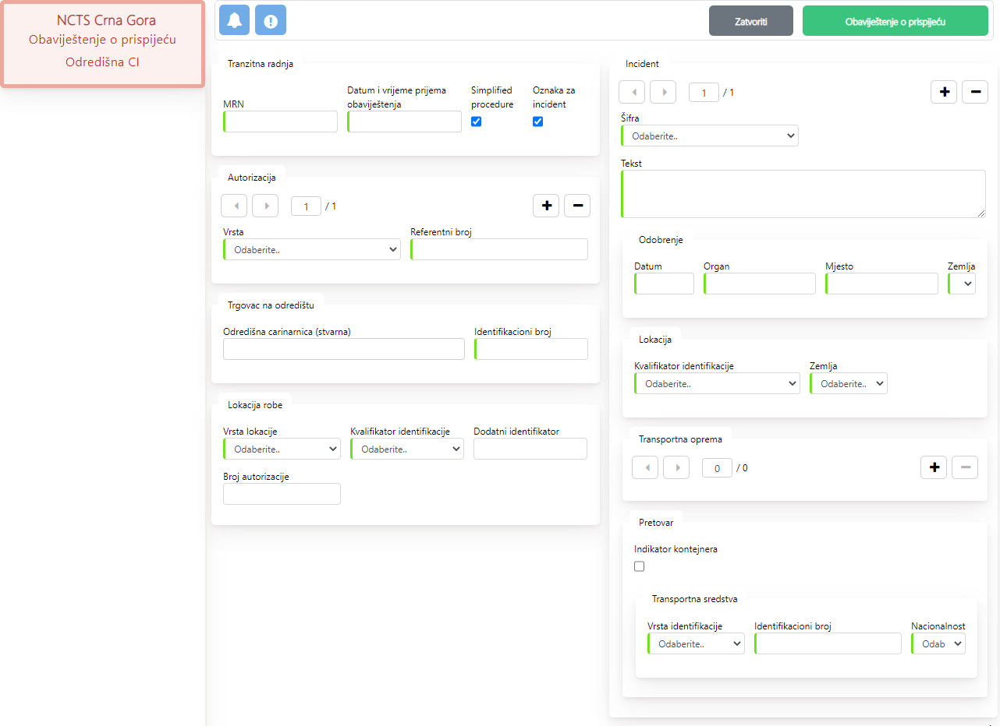 NCTS Crna Gora
Obaviještenje o prispijeću
Odredišna CI
Zatvoriti
Obaviještenje o prispijeću
Tranzitna radnja
MRN
Datum i vrijeme prijema
obaviještenja
Simplified
procedure
Oznaka za
incident
Autorizacija
1 / 1
Vrsta
Odaberite..
Referentni broj
Trgovac na odredištu
Odredišna carinarnica (stvarna)
Identifikacioni broj
Lokacija robe
Vrsta lokacije
Odaberite..
Kvalifikator identifikacije
Odaberite..
Dodatni identifikator
Broj autorizacije
Incident
1 / 1
Šifra
Odaberite..
Tekst
Odobrenje
Datum
Organ
Mjesto
Zemlja
Lokacija
Kvalifikator identifikacije
Odaberite..
Zemlja
Odaberite..
Transportna oprema
0 / 0
Pretovar
Indikator kontejnera
Transportna sredstva
Vrsta identifikacije
Odaberite..
Identifikacioni broj
Nacionalnost
Odab